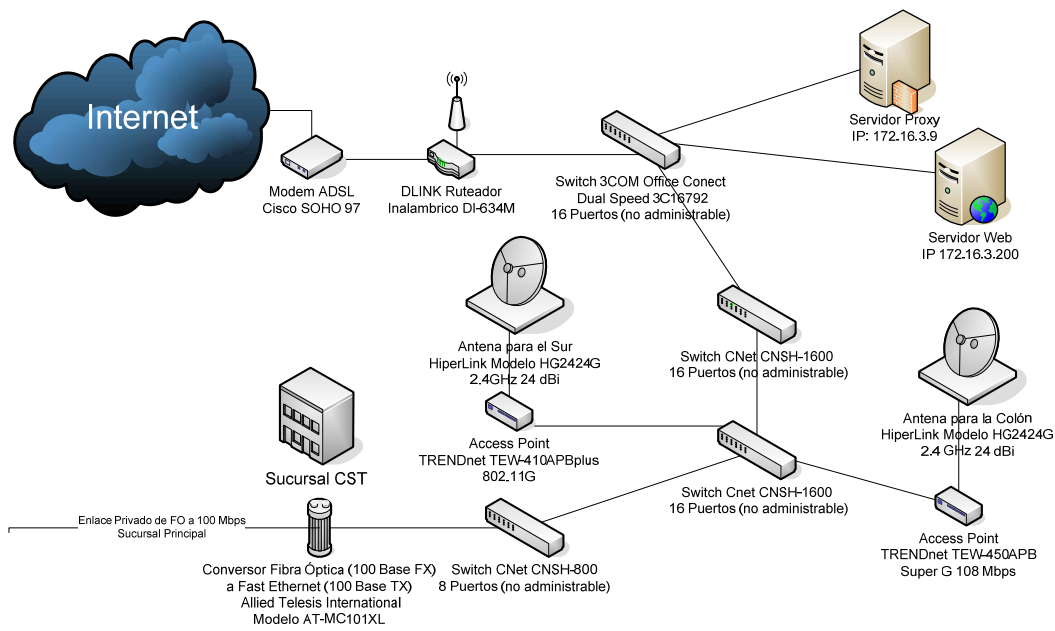 Internet
Modem ADSL
Cisco SOHO 97
DLINK Ruteador
Inalambrico DI-634M
Switch 3COM Office Conect
Dual Speed 3C16792
16 Puertos (no administrable)
Servidor Proxy
IP: 172.16.3.9
Servidor Web
IP 172.16.3.200
Antena para el Sur
HiperLink Modelo HG2424G
2.4GHz 24 dBi
Switch CNet CNSH-1600
16 Puertos (no administrable)
Antena para la Colón
HiperLink Modelo HG2424G
2.4 GHz 24 dBi
Access Point
TRENDnet TEW-410APBplus
802.11G
Sucursal CST
Switch Cnet CNSH-1600
16 Puertos (no administrable)
Enlace Privado de FO a 100 Mbps
Sucursal Principal
Access Point
TRENDnet TEW-450APB
Super G 108 Mbps
Conversor Fibra Óptica (100 Base FX)
a Fast Ethernet (100 Base TX)
Allied Telesis International
Modelo AT-MC101XL
Switch CNet CNSH-800
8 Puertos (no administrable)